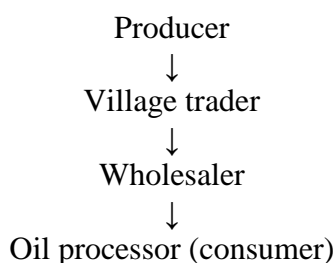 Producer
↓
Village trader
↓
Wholesaler
↓
Oil processor (consumer)